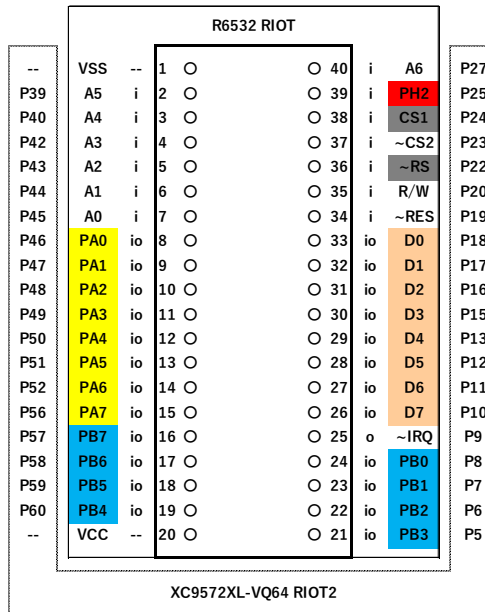 R6532 RIOT
-- VSS -- 1 40 i A6 P27
P39 A5 i 2 39 i PH2 P25
P40 A4 i 3 38 i CS1 P24
P42 A3 i 4 37 i ~CS2 P23
P43 A2 i 5 36 i ~RS P22
P44 A1 i 6 35 i R/W P20
P45 A0 i 7 34 i ~RES P19
P46 PA0 io 8 33 io D0 P18
P47 PA1 io 9 32 io D1 P17
P48 PA2 io 10 31 io D2 P16
P49 PA3 io 11 30 io D3 P15
P50 PA4 io 12 29 io D4 P13
P51 PA5 io 13 28 io D5 P12
P52 PA6 io 14 27 io D6 P11
P56 PA7 io 15 26 io D7 P10
P57 PB7 io 16 25 o ~IRQ P9
P58 PB6 io 17 24 io PB0 P8
P59 PB5 io 18 23 io PB1 P7
P60 PB4 io 19 22 io PB2 P6
-- VCC -- 20 21 io PB3 P5
XC9572XL-VQ64 RIOT2